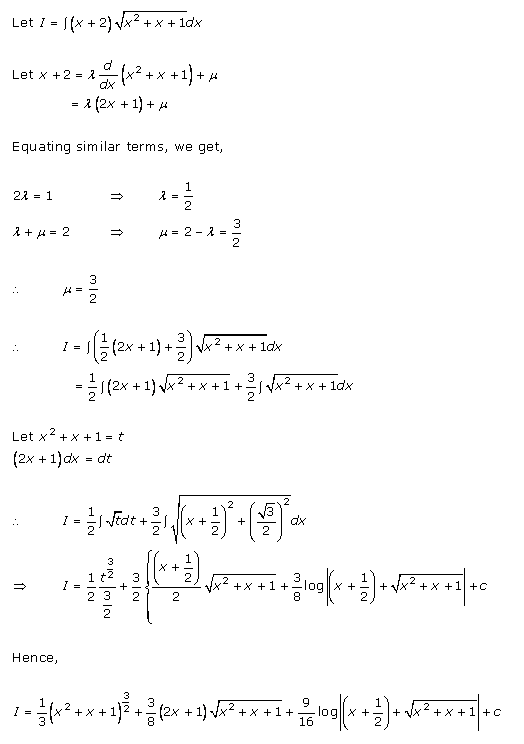 Let I = ∫(x + 2)√(x² + x + 1)dx
Let x + 2 = λ d/dx (x² + x + 1) + μ
= λ(2x + 1) + μ
Equating similar terms, we get,
2λ = 1 ⇒ λ = 1/2
λ + μ = 2 ⇒ μ = 2 − λ = 3/2
∴ μ = 3/2
∴ I = ∫(1/2 (2x + 1) + 3/2)√(x² + x + 1)dx
= 1/2 ∫(2x + 1)√(x² + x + 1) + 3/2 ∫√(x² + x + 1)dx
Let x² + x + 1 = t
(2x + 1)dx = dt
∴ I = 1/2 ∫√t dt + 3/2 ∫√((x + 1/2)² + (√3/2)²) dx
⇒ I = 1/2 t^(3/2)/(3/2) + 3/2 {(x + 1/2)/2 √(x² + x + 1) + 3/8 log|(x + 1/2) + √(x² + x + 1)| + c
Hence,
I = 1/3 (x² + x + 1)^(3/2) + 3/8 (2x + 1)√(x² + x + 1) + 9/16 log|(x + 1/2) + √(x² + x + 1)| + c